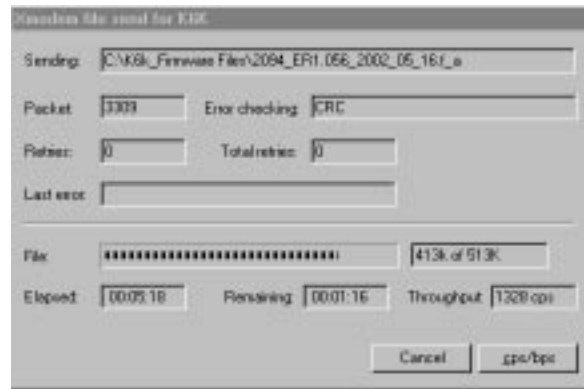 Xmodem file send for K6K
Sending: C:\K6k_Firmware Files\2094_ER1.056_2002_05_16.f_a
Packet: 3309 Error checking: CRC
Retries: 0 Total retries: 0
Last error:
File: 413k of 513K
Elapsed: 00:05:18 Remaining: 00:01:16 Throughput: 1328 cps
Cancel cps/bps